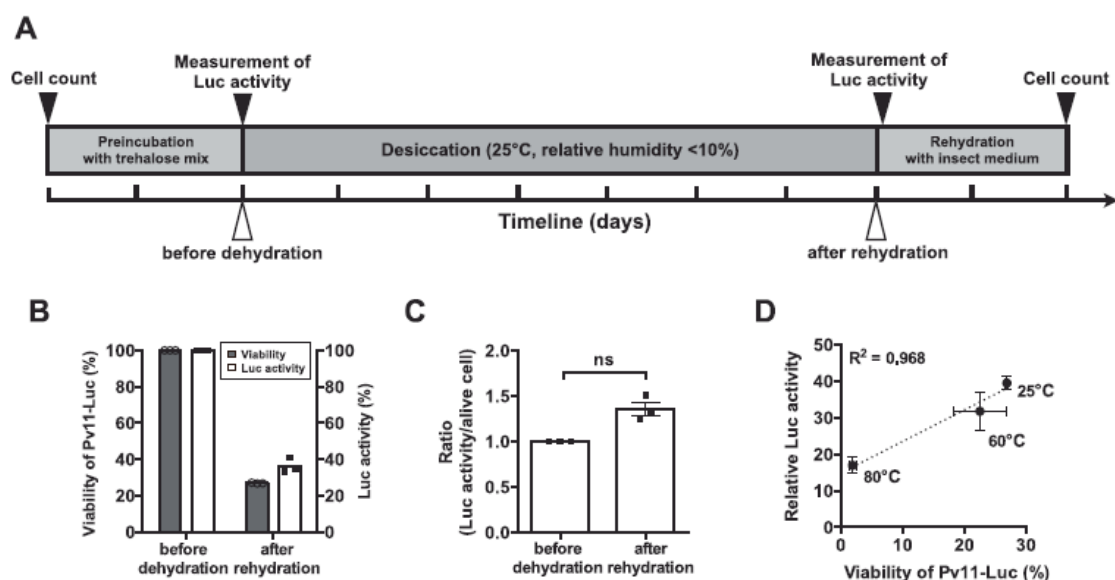 A
Cell count
Measurement of
Luc activity
Measurement of
Luc activity
Cell count
Preincubation
with trehalose mix
Desiccation (25°C, relative humidity <10%)
Rehydration
with insect medium
Timeline (days)
before dehydration
after rehydration
B
Viability of Pv11-Luc (%)
100
80
60
40
20
0
Viability
Luc activity
100
80
60
40
20
0
Luc activity (%)
before
dehydration
after
rehydration
C
Ratio
(Luc activity/alive cell)
2.0
1.5
1.0
0.5
0.0
ns
before
dehydration
after
rehydration
D
Relative Luc activity
50
40
30
20
10
0
R² = 0,968
25°C
60°C
80°C
0
10
20
30
Viability of Pv11-Luc (%)